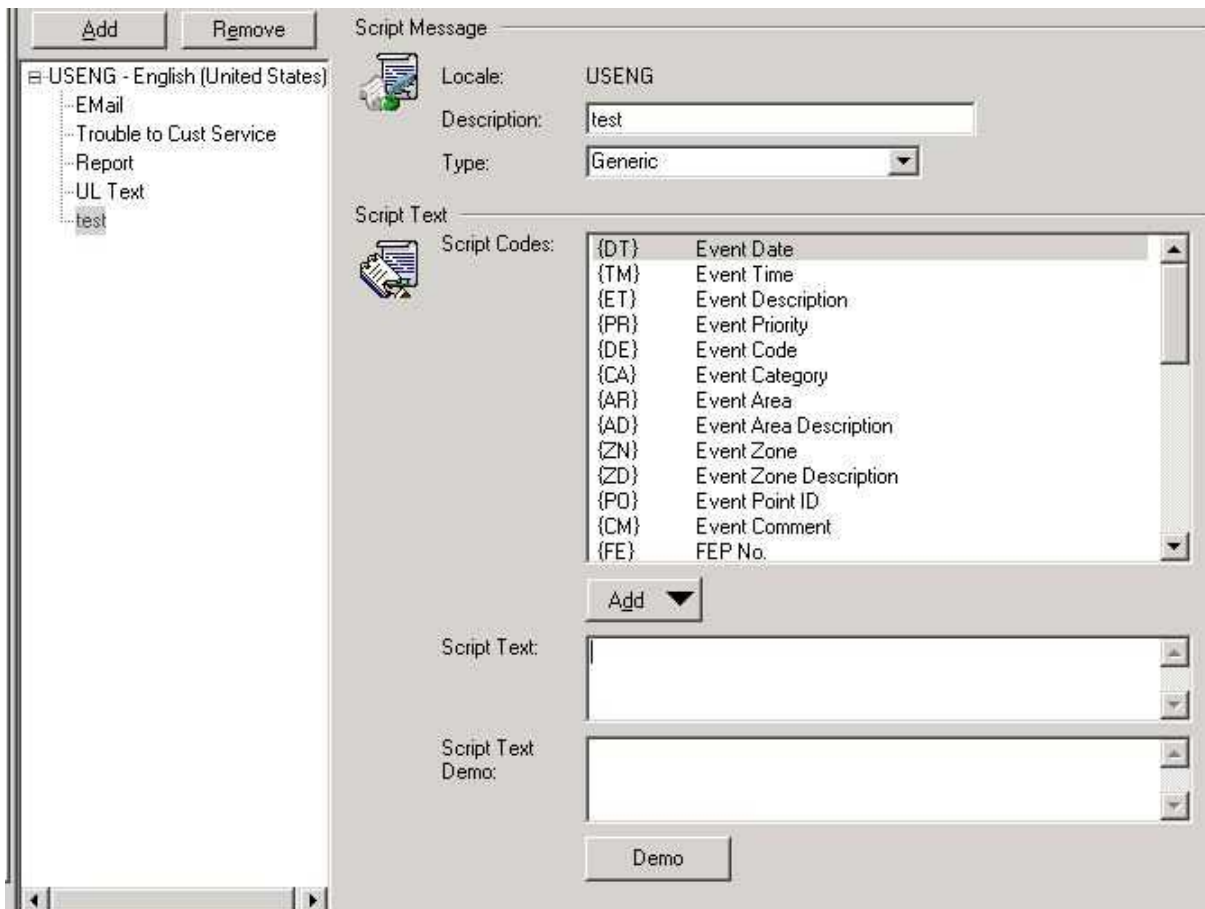 Add Remove
USENG - English (United States)
EMail
Trouble to Cust Service
Report
UL Text
test
Script Message
Locale: USENG
Description: test
Type: Generic
Script Text
Script Codes:
{DT} Event Date
{TM} Event Time
{ET} Event Description
{PR} Event Priority
{DE} Event Code
{CA} Event Category
{AR} Event Area
{AD} Event Area Description
{ZN} Event Zone
{ZD} Event Zone Description
{PO} Event Point ID
{CM} Event Comment
{FE} FEP No.
Add
Script Text:
Script Text
Demo:
Demo